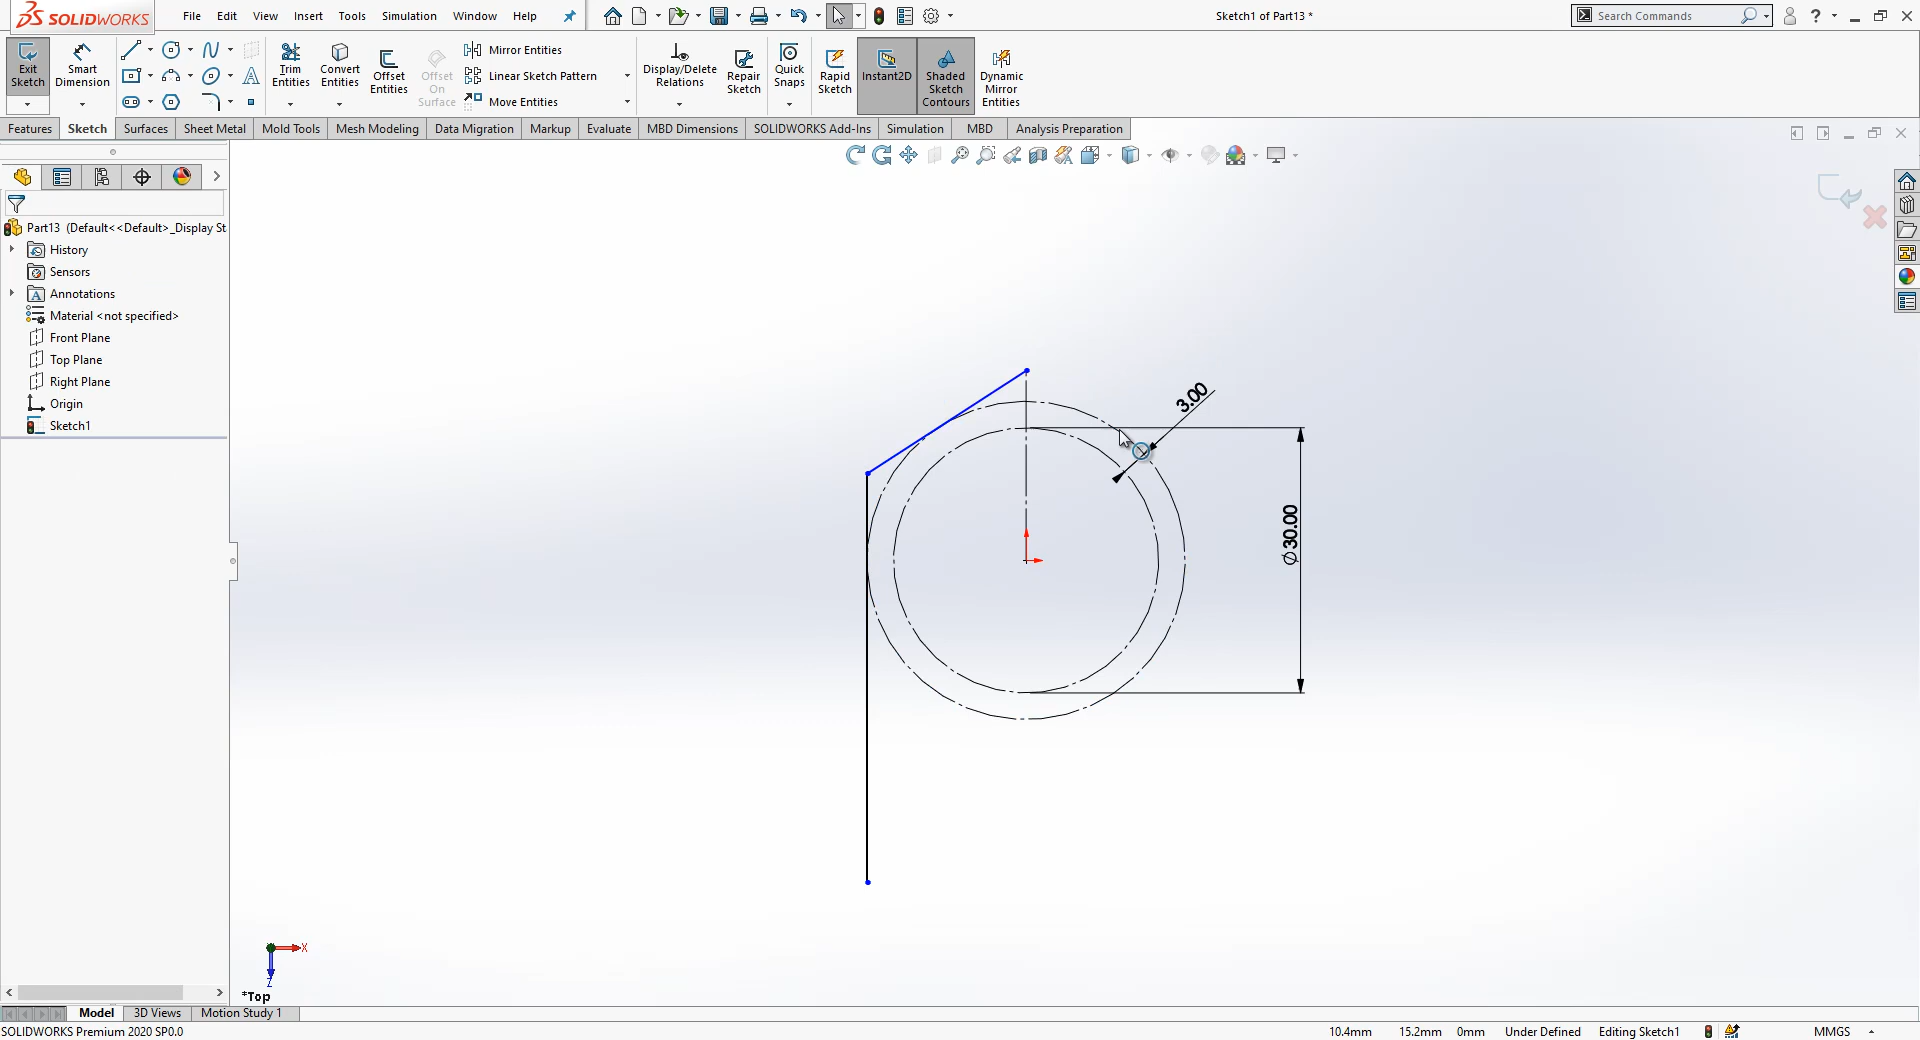 SOLIDWORKS
File Edit View Insert Tools Simulation Window Help
Sketch1 of Part13 *
Search Commands
Exit Sketch
Smart Dimension
Trim Entities
Convert Entities
Offset Entities
Offset On Surface
Mirror Entities
Linear Sketch Pattern
Move Entities
Display/Delete Relations
Repair Sketch
Quick Snaps
Rapid Sketch
Instant2D
Shaded Sketch Contours
Dynamic Mirror Entities
Features Sketch Surfaces Sheet Metal Mold Tools Mesh Modeling Data Migration Markup Evaluate MBD Dimensions SOLIDWORKS Add-Ins Simulation MBD Analysis Preparation
Part13 (Default<<Default>_Display St
History
Sensors
Annotations
Material <not specified>
Front Plane
Top Plane
Right Plane
Origin
Sketch1
3.00
Ø30.00
X
Z
*Top
Model 3D Views Motion Study 1
SOLIDWORKS Premium 2020 SP0.0
10.4mm 15.2mm 0mm Under Defined Editing Sketch1 MMGS